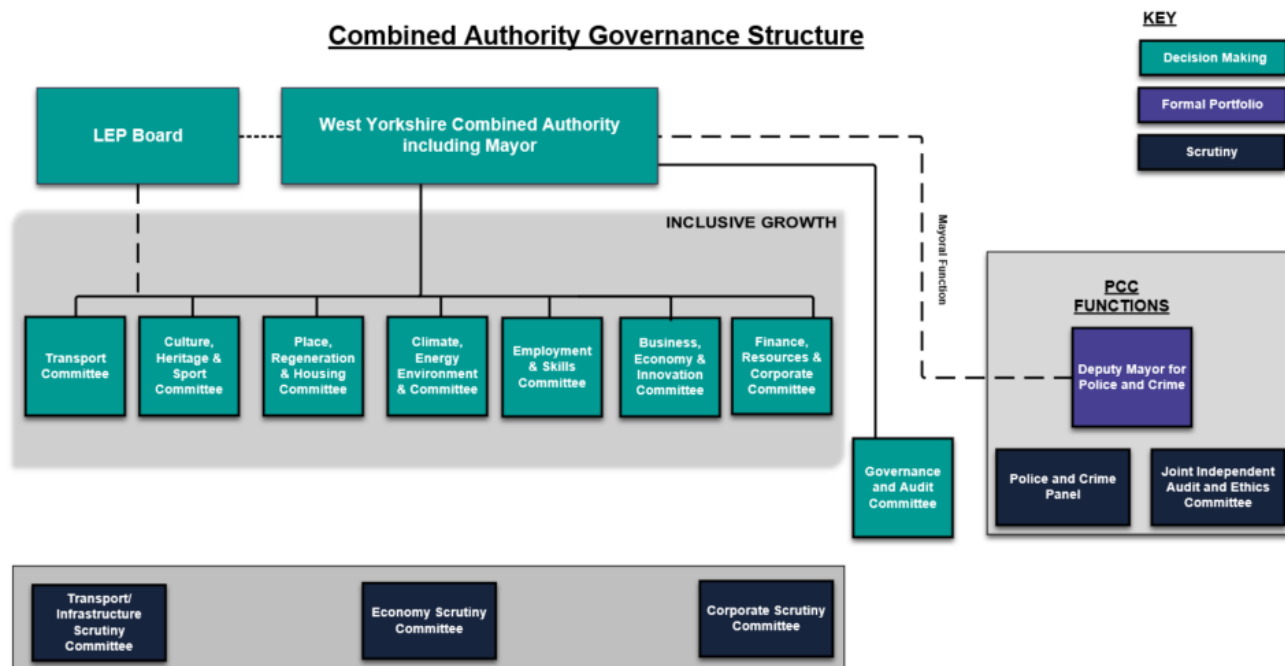 Combined Authority Governance Structure
KEY
Decision Making
Formal Portfolio
Scrutiny
LEP Board
West Yorkshire Combined Authority
including Mayor
Mayoral Function
INCLUSIVE GROWTH
Transport
Committee
Culture,
Heritage &
Sport
Committee
Place,
Regeneration
& Housing
Committee
Climate,
Energy
Environment
& Committee
Employment
& Skills
Committee
Business,
Economy &
Innovation
Committee
Finance,
Resources &
Corporate
Committee
Governance
and Audit
Committee
PCC
FUNCTIONS
Deputy Mayor for
Police and Crime
Police and Crime
Panel
Joint Independent
Audit and Ethics
Committee
Transport/
Infrastructure
Scrutiny
Committee
Economy Scrutiny
Committee
Corporate Scrutiny
Committee